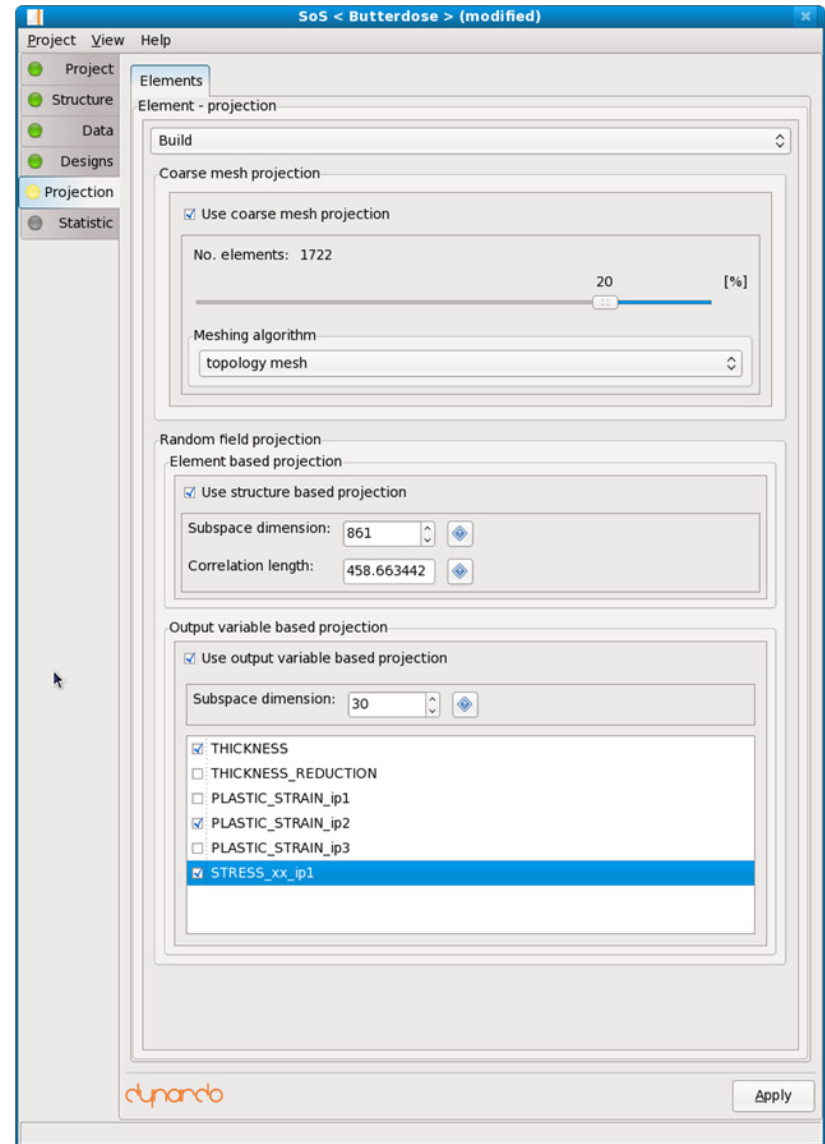 SoS < Butterdose > (modified)
Project View Help
Project
Structure
Data
Designs
Projection
Statistic
Elements
Element - projection
Build
Coarse mesh projection
Use coarse mesh projection
No. elements: 1722
20 [%]
Meshing algorithm
topology mesh
Random field projection
Element based projection
Use structure based projection
Subspace dimension: 861
Correlation length: 458.663442
Output variable based projection
Use output variable based projection
Subspace dimension: 30
THICKNESS
THICKNESS_REDUCTION
PLASTIC_STRAIN_ip1
PLASTIC_STRAIN_ip2
PLASTIC_STRAIN_ip3
STRESS_xx_ip1
dynando Apply